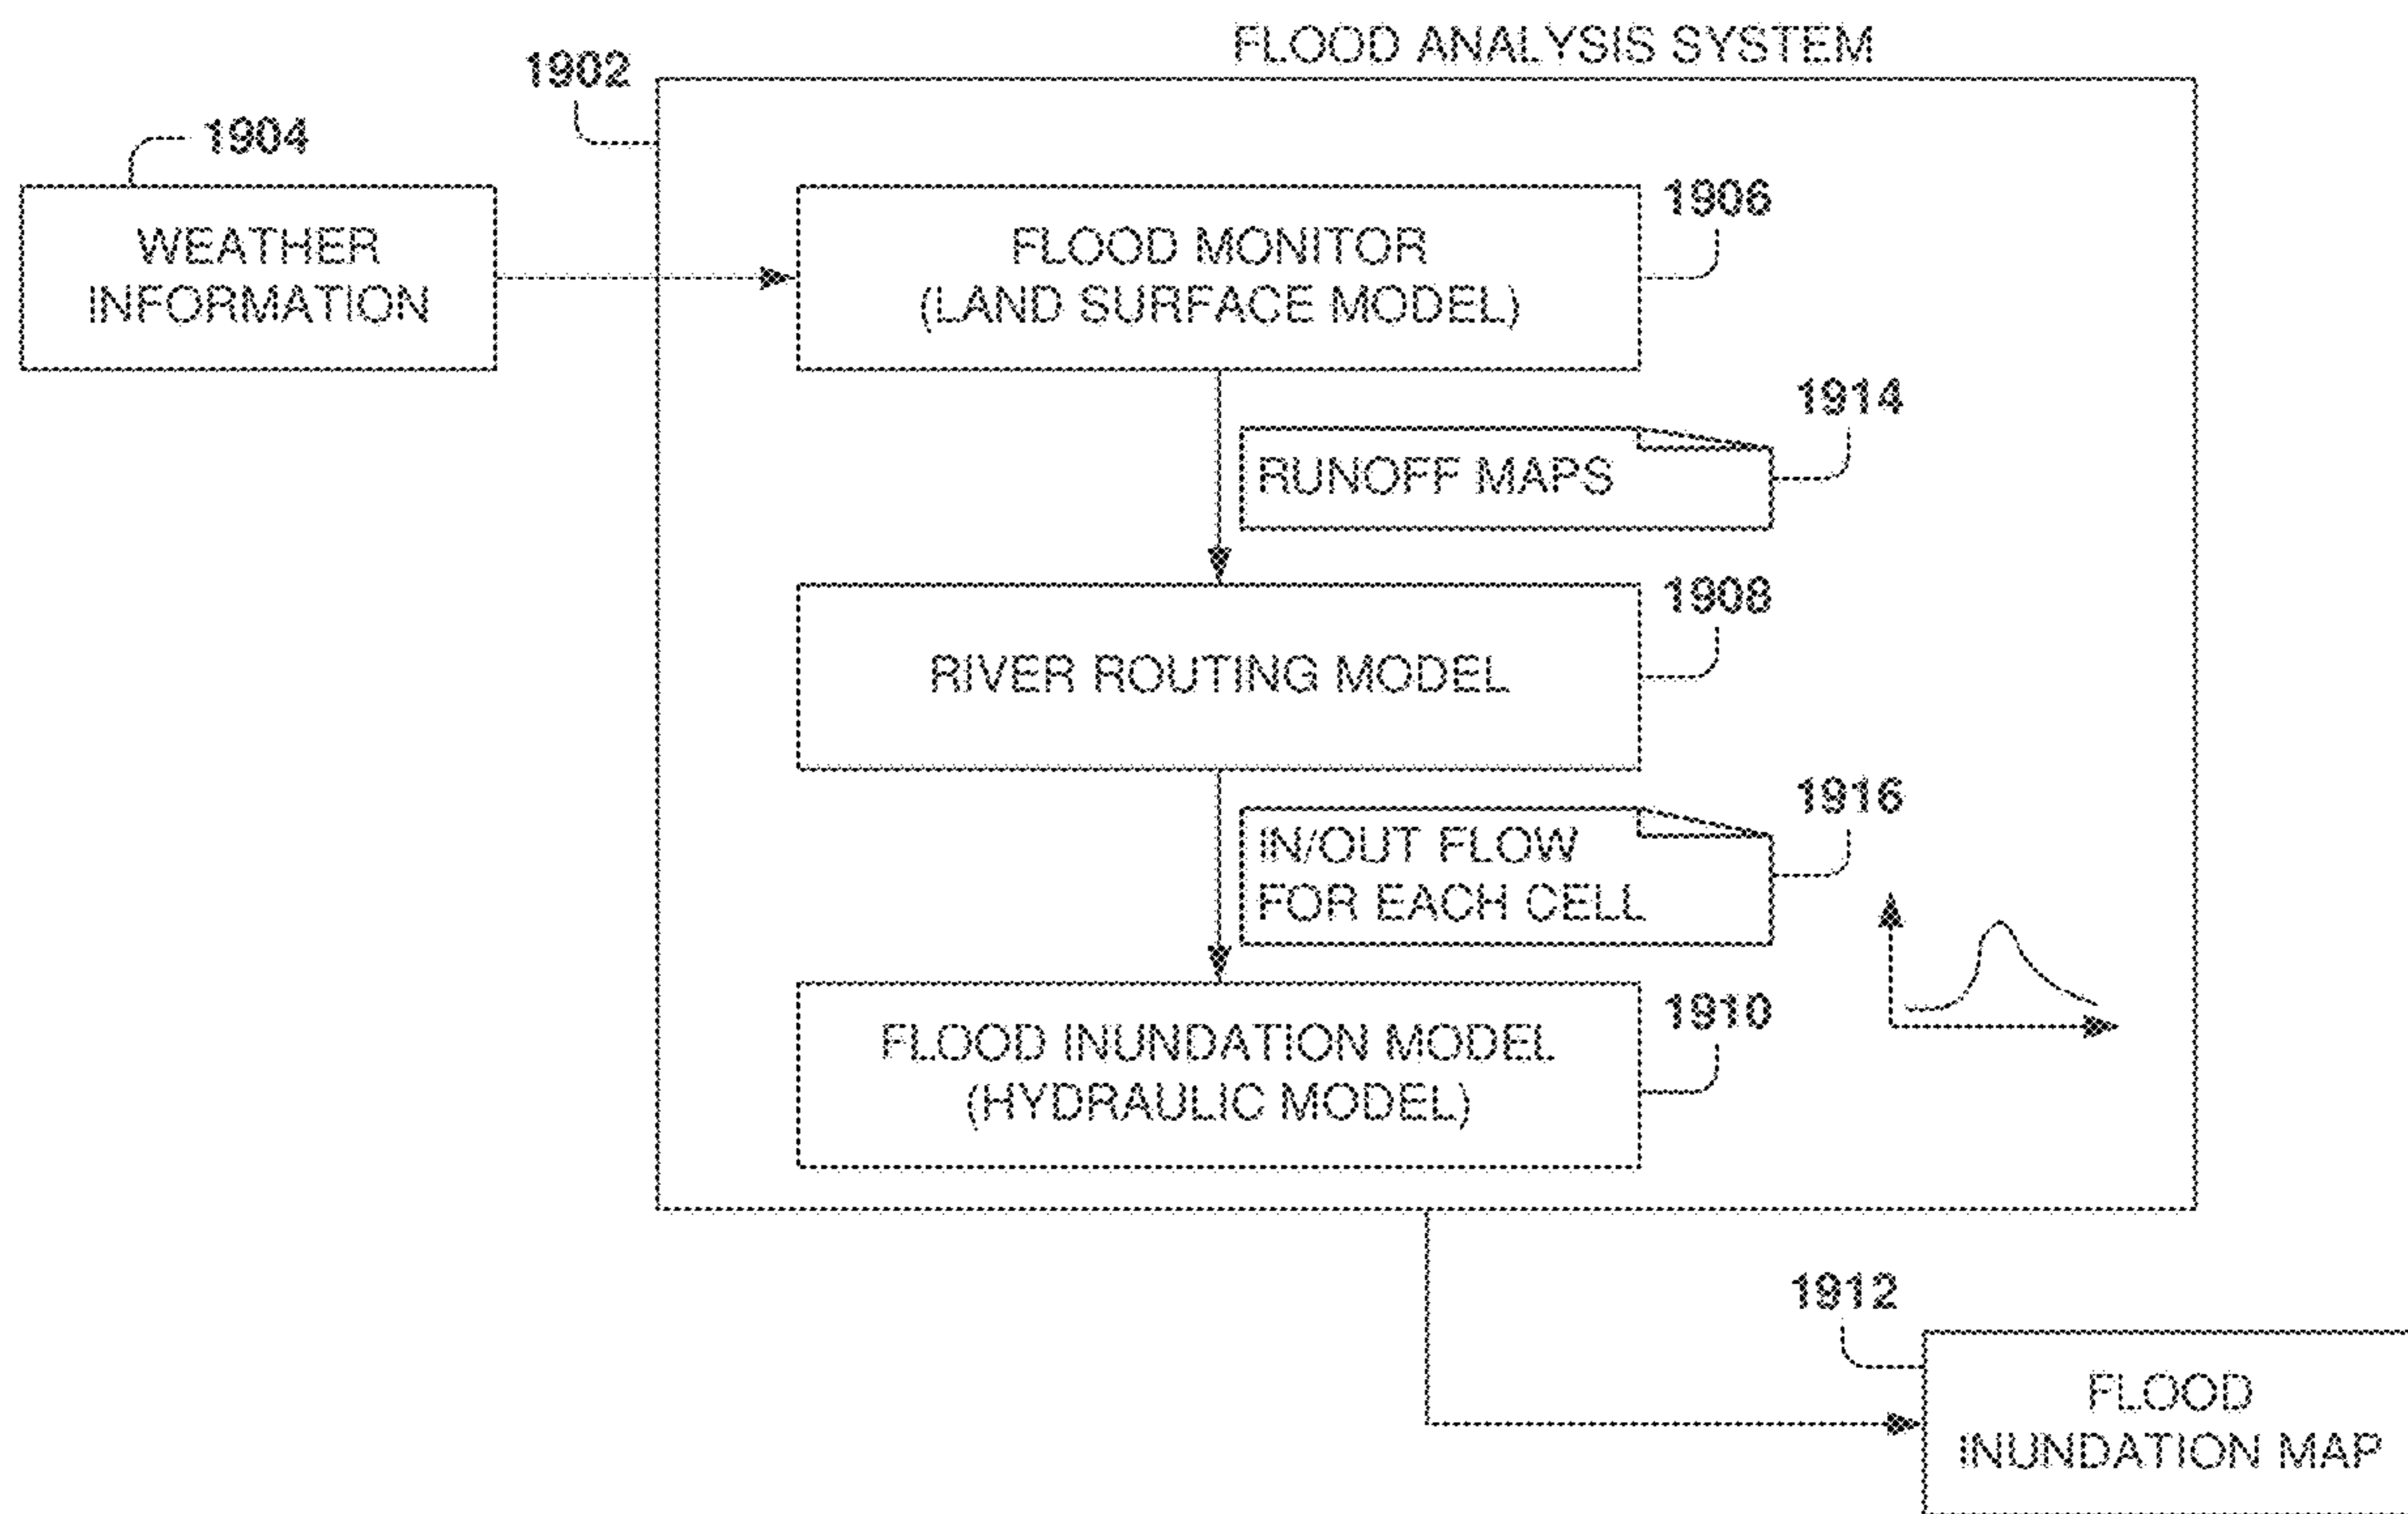 FLOOD ANALYSIS SYSTEM
1902
1904
WEATHER
INFORMATION
1906
FLOOD MONITOR
(LAND SURFACE MODEL)
1914
RUNOFF MAPS
1908
RIVER ROUTING MODEL
1916
IN/OUT FLOW
FOR EACH CELL
1910
FLOOD INUNDATION MODEL
(HYDRAULIC MODEL)
1912
FLOOD
INUNDATION MAP